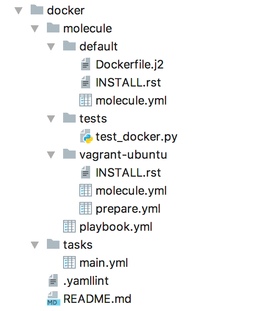 docker
molecule
default
Dockerfile.j2
INSTALL.rst
molecule.yml
tests
test_docker.py
vagrant-ubuntu
INSTALL.rst
molecule.yml
prepare.yml
playbook.yml
tasks
main.yml
.yamllint
README.md